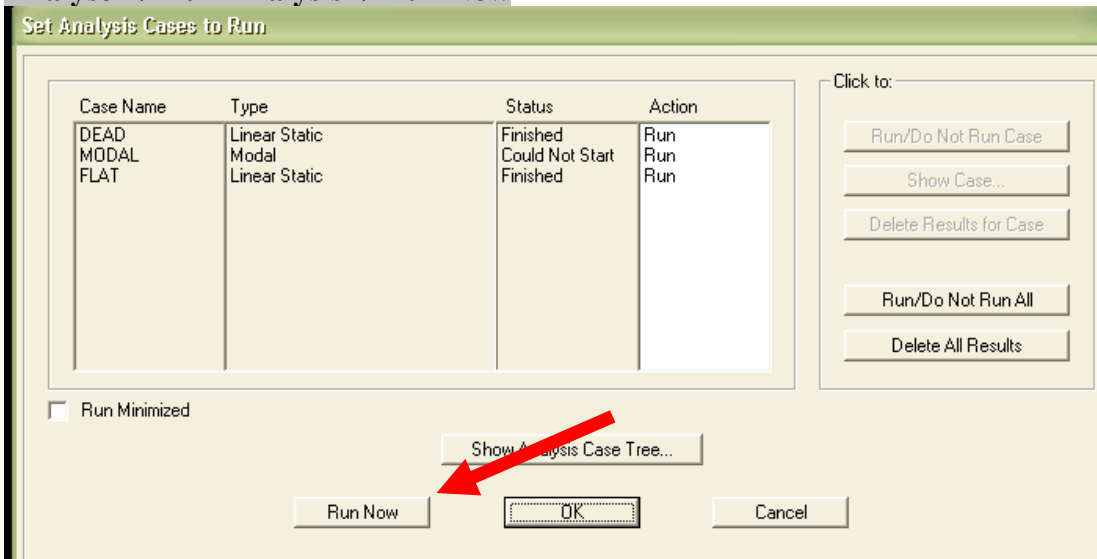 Set Analysis Cases to Run
Click to:
Case Name Type Status Action
DEAD Linear Static Finished Run
MODAL Modal Could Not Start Run
FLAT Linear Static Finished Run
Run/Do Not Run Case
Show Case...
Delete Results for Case
Run/Do Not Run All
Delete All Results
Run Minimized
Show Analysis Case Tree...
Run Now OK Cancel